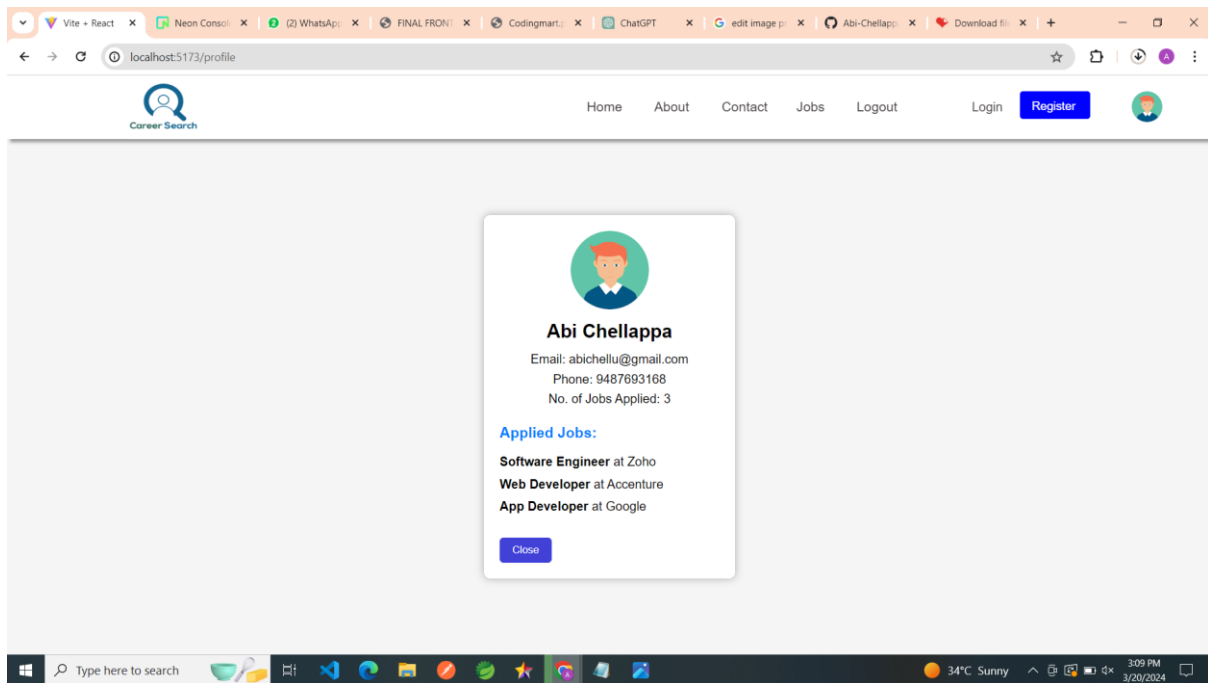 Vite + React
Neon Consol
(2) WhatsApp
FINAL FRONT
Codingmart.p
ChatGPT
edit image pr
Abi-Chellapp
Download file
localhost:5173/profile
A
Career Search
Home About Contact Jobs Logout Login Register
Abi Chellappa
Email: abichellu@gmail.com
Phone: 9487693168
No. of Jobs Applied: 3
Applied Jobs:
Software Engineer at Zoho
Web Developer at Accenture
App Developer at Google
Close
Type here to search
34°C Sunny
3:09 PM
3/20/2024